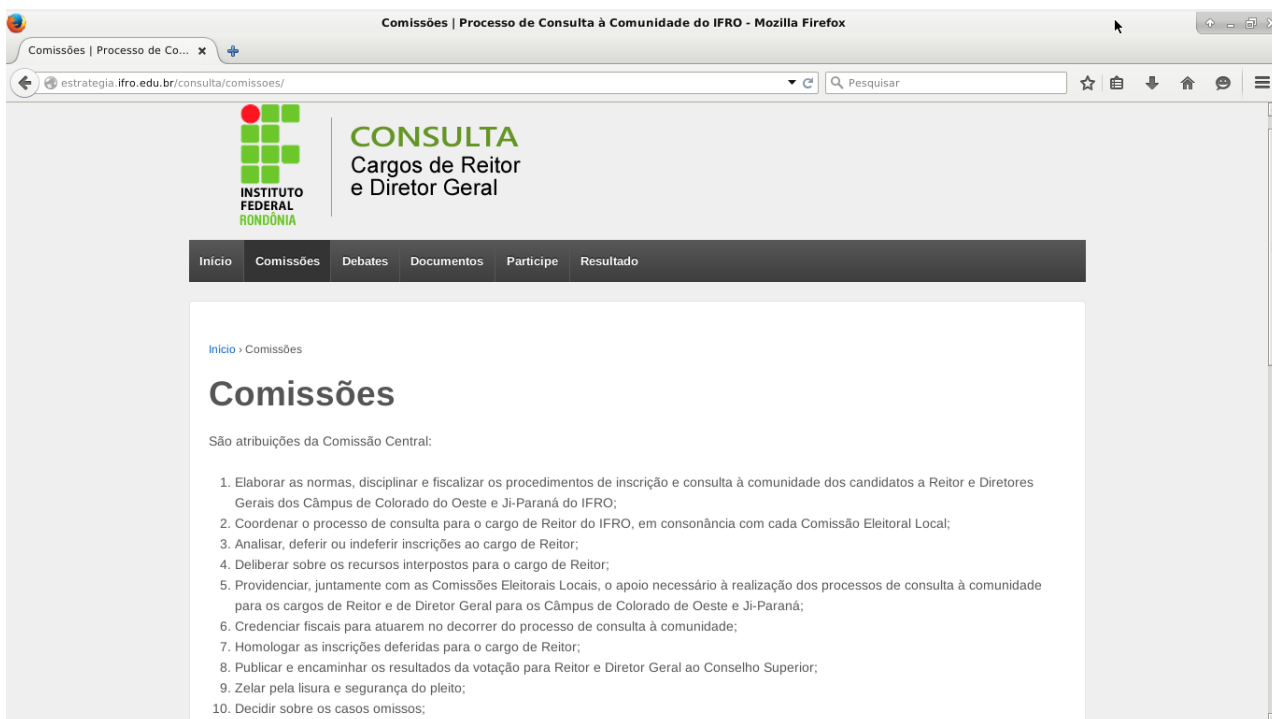 Comissões | Processo de Consulta à Comunidade do IFRO - Mozilla Firefox
Comissões | Processo de Co...
estrategia.ifro.edu.br/consulta/comissoes/
Pesquisar
INSTITUTO
FEDERAL
RONDÔNIA
CONSULTA
Cargos de Reitor
e Diretor Geral
Início Comissões Debates Documentos Participe Resultado
Início › Comissões
Comissões
São atribuições da Comissão Central:
1. Elaborar as normas, disciplinar e fiscalizar os procedimentos de inscrição e consulta à comunidade dos candidatos a Reitor e Diretores
Gerais dos Câmpus de Colorado do Oeste e Ji-Paraná do IFRO;
2. Coordenar o processo de consulta para o cargo de Reitor do IFRO, em consonância com cada Comissão Eleitoral Local;
3. Analisar, deferir ou indeferir inscrições ao cargo de Reitor;
4. Deliberar sobre os recursos interpostos para o cargo de Reitor;
5. Providenciar, juntamente com as Comissões Eleitorais Locais, o apoio necessário à realização dos processos de consulta à comunidade
para os cargos de Reitor e de Diretor Geral para os Câmpus de Colorado de Oeste e Ji-Paraná;
6. Credenciar fiscais para atuarem no decorrer do processo de consulta à comunidade;
7. Homologar as inscrições deferidas para o cargo de Reitor;
8. Publicar e encaminhar os resultados da votação para Reitor e Diretor Geral ao Conselho Superior;
9. Zelar pela lisura e segurança do pleito;
10. Decidir sobre os casos omissos;